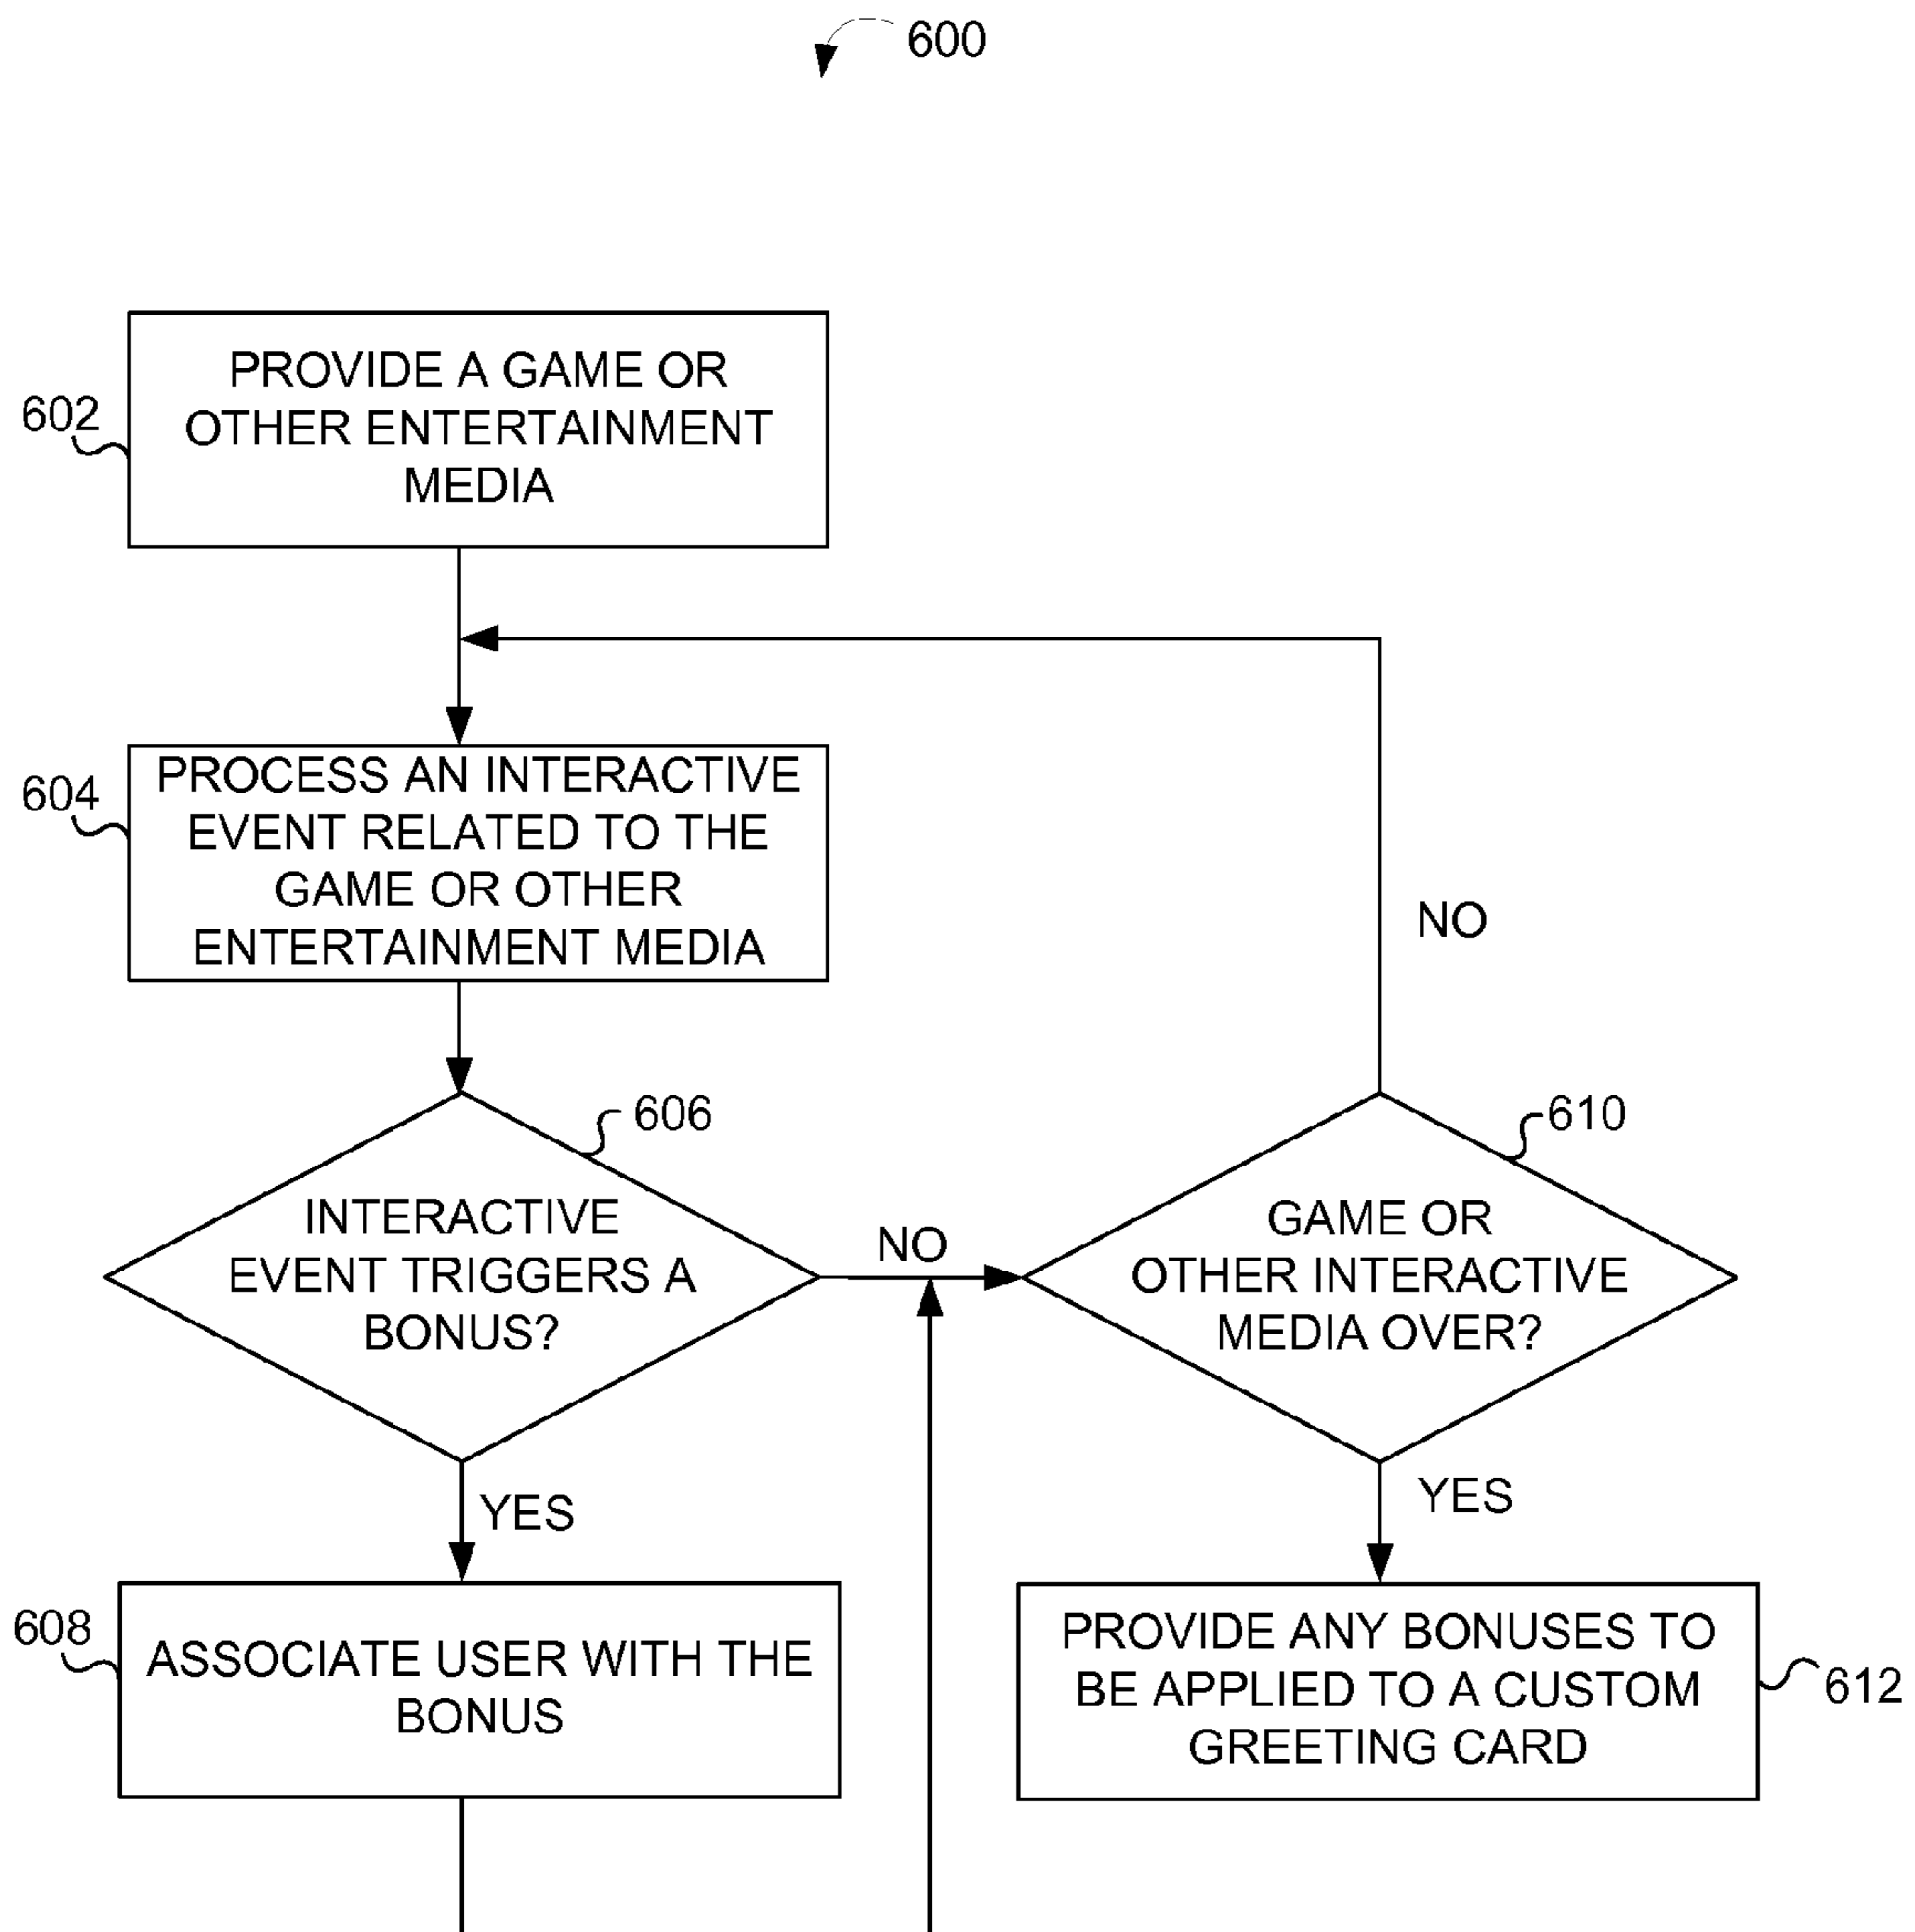 600
602
PROVIDE A GAME OR
OTHER ENTERTAINMENT
MEDIA
604
PROCESS AN INTERACTIVE
EVENT RELATED TO THE
GAME OR OTHER
ENTERTAINMENT MEDIA
NO
606
INTERACTIVE
EVENT TRIGGERS A
BONUS?
NO
610
GAME OR
OTHER INTERACTIVE
MEDIA OVER?
YES
YES
608
ASSOCIATE USER WITH THE
BONUS
PROVIDE ANY BONUSES TO
BE APPLIED TO A CUSTOM
GREETING CARD
612